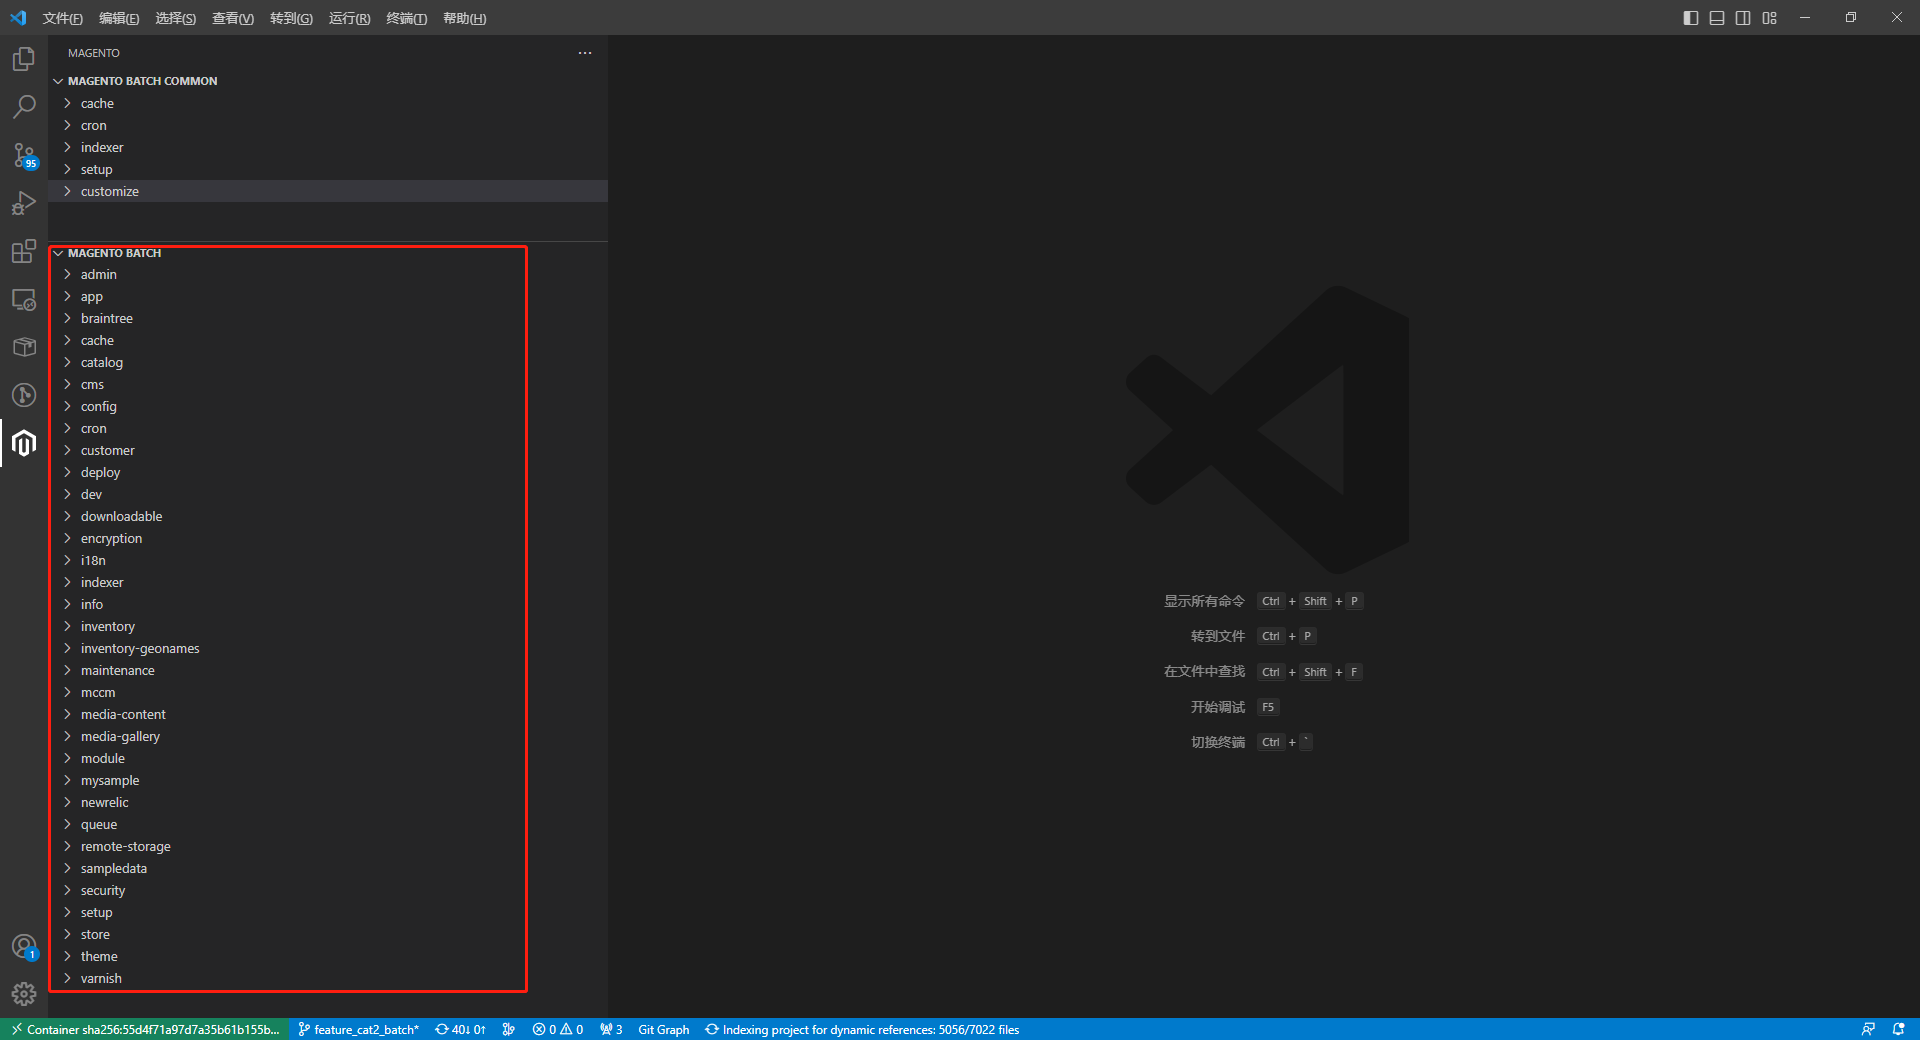 文件(F) 编辑(E) 选择(S) 查看(V) 转到(G) 运行(R) 终端(T) 帮助(H)
MAGENTO
MAGENTO BATCH COMMON
cache
cron
indexer
setup
customize
MAGENTO BATCH
admin
app
braintree
cache
catalog
cms
config
cron
customer
deploy
dev
downloadable
encryption
i18n
indexer
info
inventory
inventory-geonames
maintenance
mccm
media-content
media-gallery
module
mysample
newrelic
queue
remote-storage
sampledata
security
setup
store
theme
varnish
95
1
显示所有命令 Ctrl + Shift + P
转到文件 Ctrl + P
在文件中查找 Ctrl + Shift + F
开始调试 F5
切换终端 Ctrl + `
Container sha256:55d4f71a97d7a35b61b155b... feature_cat2_batch* 40↓ 0↑ 0 0 3 Git Graph Indexing project for dynamic references: 5056/7022 files